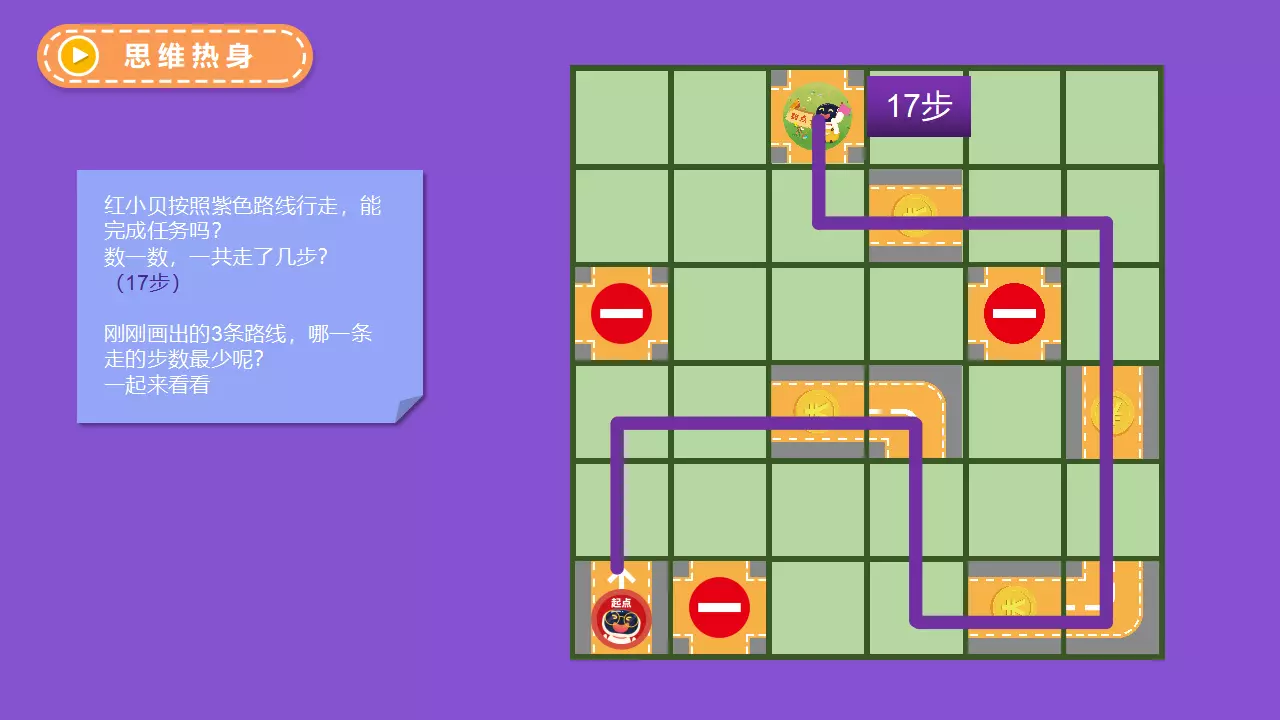 思维热身
17步
红小贝按照紫色路线行走，能
完成任务吗？
数一数，一共走了几步？
（17步）
刚刚画出的3条路线，哪一条
走的步数最少呢？
一起来看看
起点